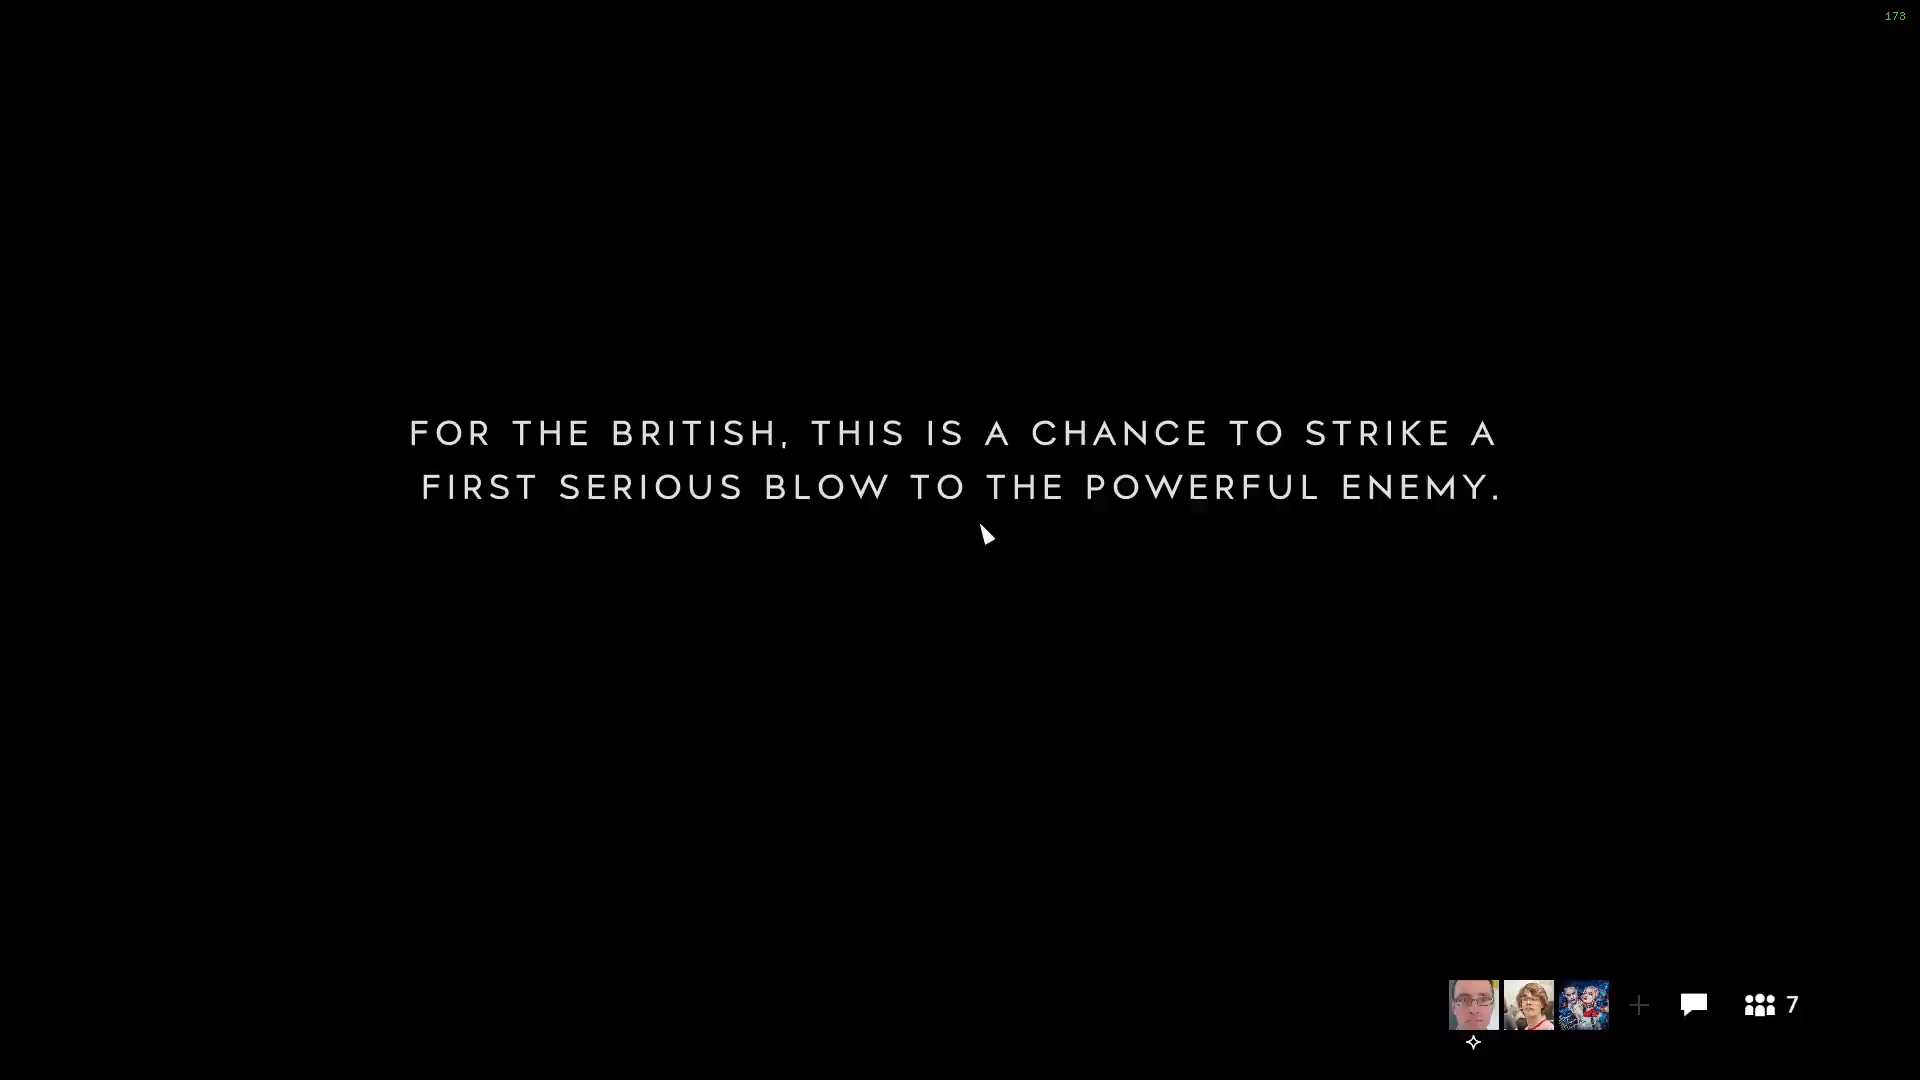 173
FOR THE BRITISH, THIS IS A CHANCE TO STRIKE A
FIRST SERIOUS BLOW TO THE POWERFUL ENEMY.
7